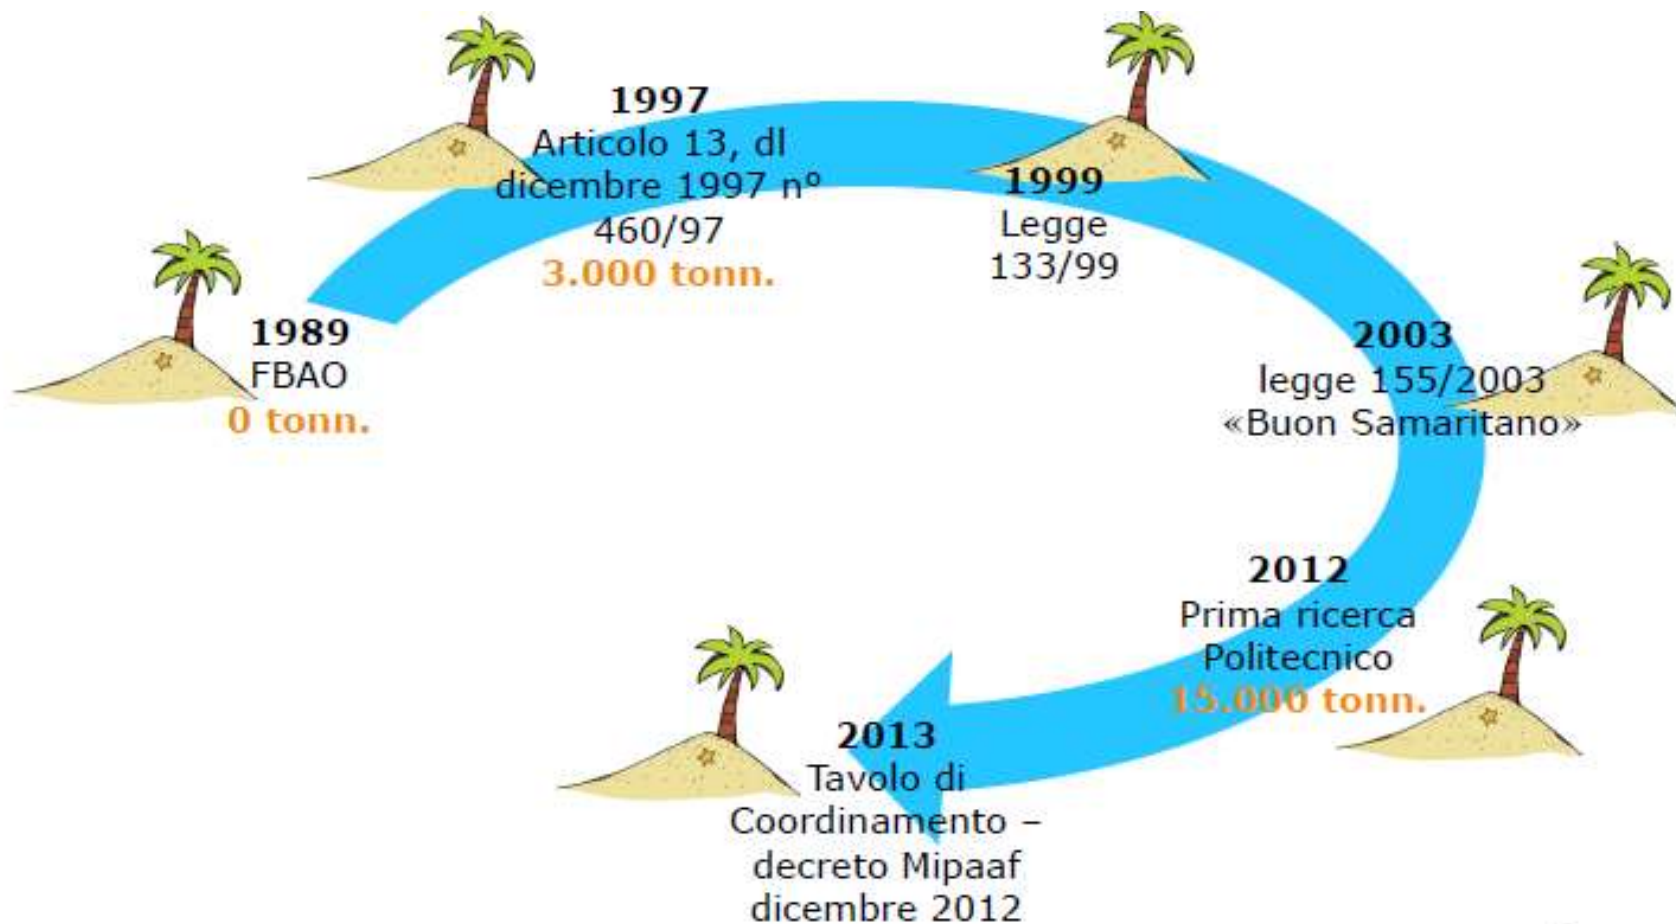 1989
FBAO
0 tonn.
1997
Articolo 13, dl
dicembre 1997 n°
460/97
3.000 tonn.
1999
Legge
133/99
2003
legge 155/2003
«Buon Samaritano»
2012
Prima ricerca
Politecnico
15.000 tonn.
2013
Tavolo di
Coordinamento –
decreto Mipaaf
dicembre 2012